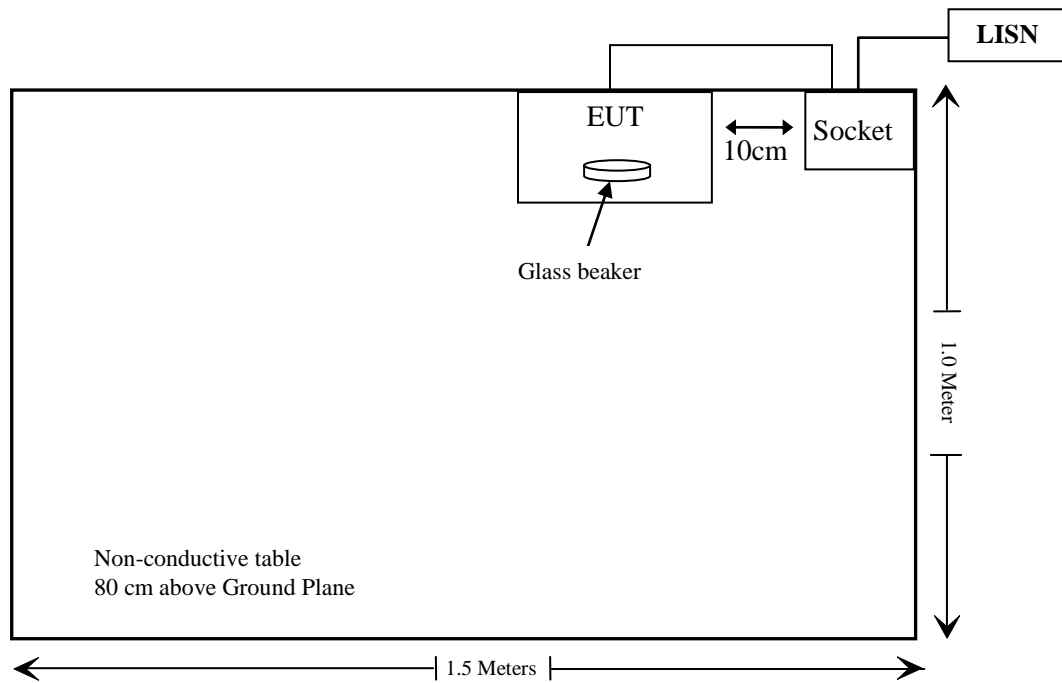 LISN
EUT
Socket
10cm
Glass beaker
1.0 Meter
Non-conductive table
80 cm above Ground Plane
1.5 Meters